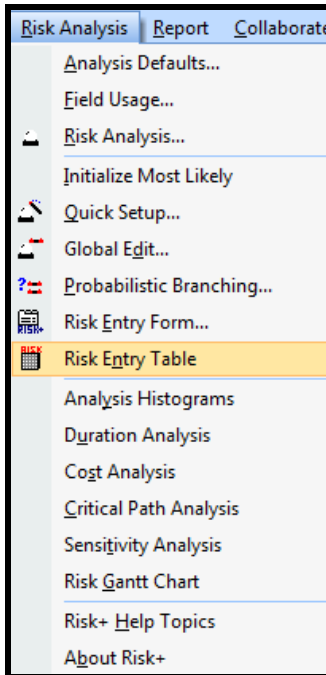 Risk Analysis Report Collaborate
Analysis Defaults...
Field Usage...
Risk Analysis...
Initialize Most Likely
Quick Setup...
Global Edit...
Probabilistic Branching...
RISK+ Risk Entry Form...
RISK Risk Entry Table
Analysis Histograms
Duration Analysis
Cost Analysis
Critical Path Analysis
Sensitivity Analysis
Risk Gantt Chart
Risk+ Help Topics
About Risk+